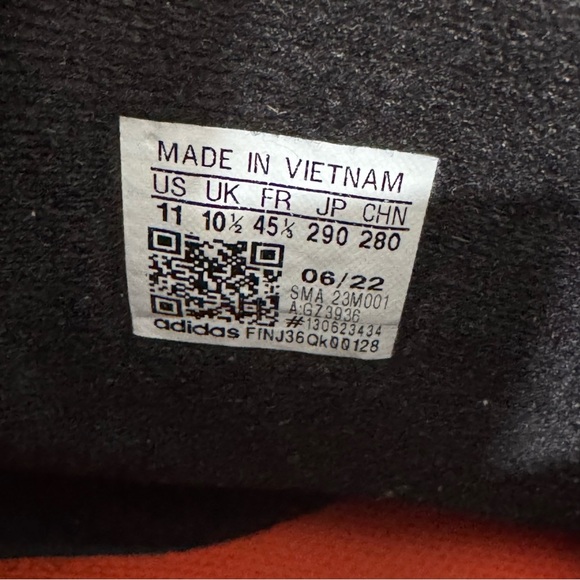 MADE IN VIETNAM
US UK FR JP CHN
11 10½ 45⅓ 290 280
06/22
SMA 23M001
A:GZ3936
#130623434
adidas FfNJ36Qk00128